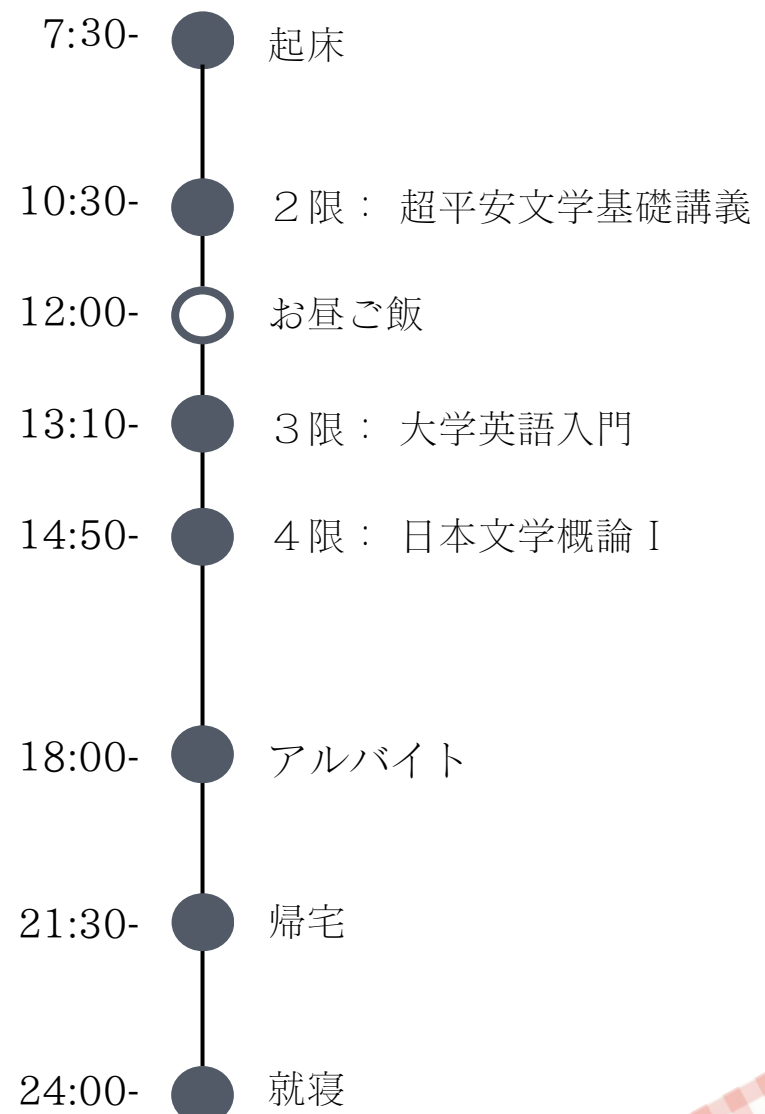 7:30- 起床
10:30- ２限： 超平安文学基礎講義
12:00- お昼ご飯
13:10- ３限： 大学英語入門
14:50- ４限： 日本文学概論Ⅰ
18:00- アルバイト
21:30- 帰宅
24:00- 就寝